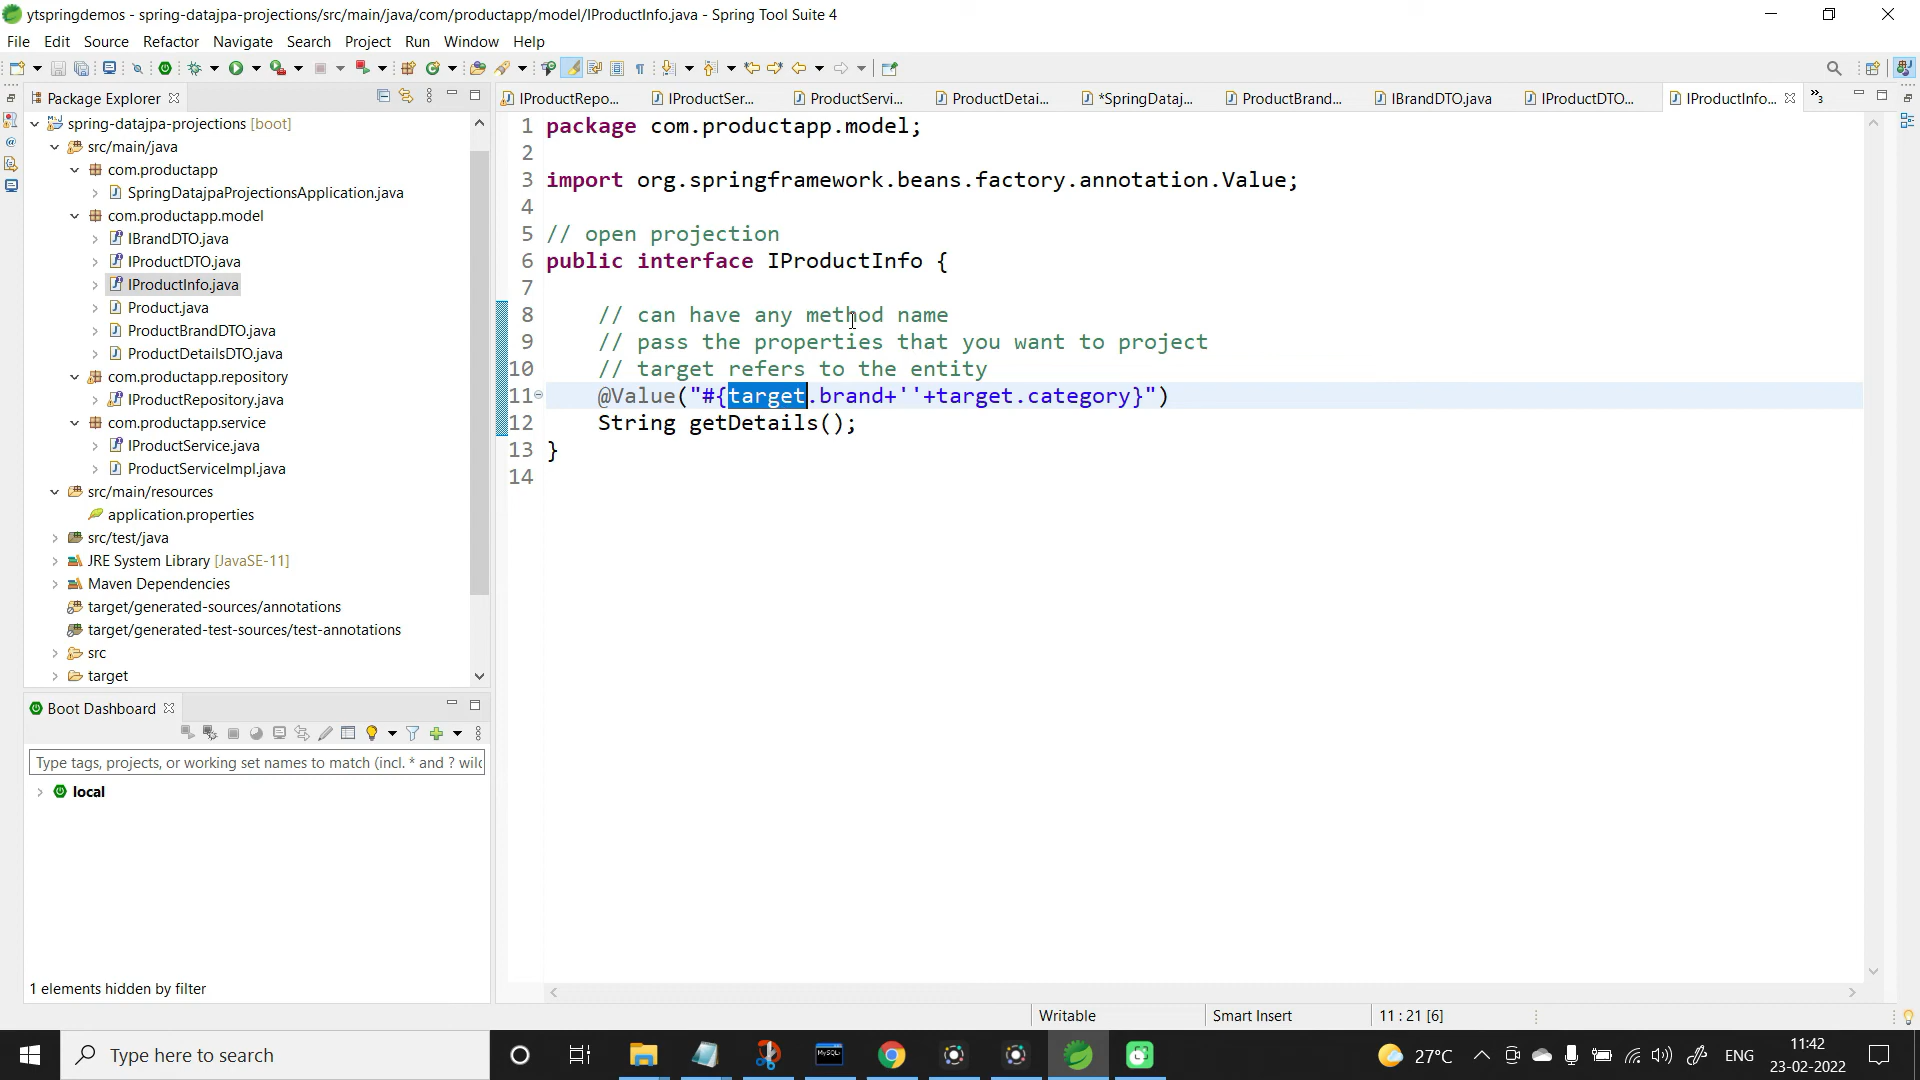 ytspringdemos - spring-datajpa-projections/src/main/java/com/productapp/model/IProductInfo.java - Spring Tool Suite 4
File Edit Source Refactor Navigate Search Project Run Window Help
Package Explorer
spring-datajpa-projections [boot]
src/main/java
com.productapp
SpringDatajpaProjectionsApplication.java
com.productapp.model
IBrandDTO.java
IProductDTO.java
IProductInfo.java
Product.java
ProductBrandDTO.java
ProductDetailsDTO.java
com.productapp.repository
IProductRepository.java
com.productapp.service
IProductService.java
ProductServiceImpl.java
src/main/resources
application.properties
src/test/java
JRE System Library [JavaSE-11]
Maven Dependencies
target/generated-sources/annotations
target/generated-test-sources/test-annotations
src
target
Boot Dashboard
Type tags, projects, or working set names to match (incl. * and ? wilc
local
1 elements hidden by filter
IProductRepo... IProductSer... ProductServi... ProductDetai... *SpringDataj... ProductBrand... IBrandDTO.java IProductDTO... IProductInfo... 3
1 package com.productapp.model;
2
3 import org.springframework.beans.factory.annotation.Value;
4
5 // open projection
6 public interface IProductInfo {
7
8 // can have any method name
9 // pass the properties that you want to project
10 // target refers to the entity
11 @Value("#{target.brand+''+target.category}")
12 String getDetails();
13 }
14
Writable Smart Insert 11 : 21 [6]
Type here to search
MySQL
27°C ENG
11:42
23-02-2022